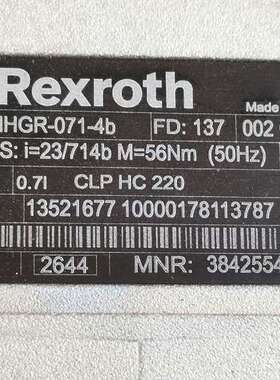 Rexroth
Made
HGR-071-4b FD: 137 002
S: i=23/714b M=56Nm (50Hz)
0.7l CLP HC 220
13521677 10000178113787
2644 MNR: 3842554